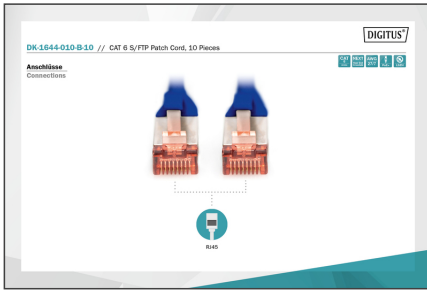 DIGITUS®
DK-1644-010-B-10 // CAT 6 S/FTP Patch Cord, 10 Pieces
Anschlüsse
Connections
RJ45